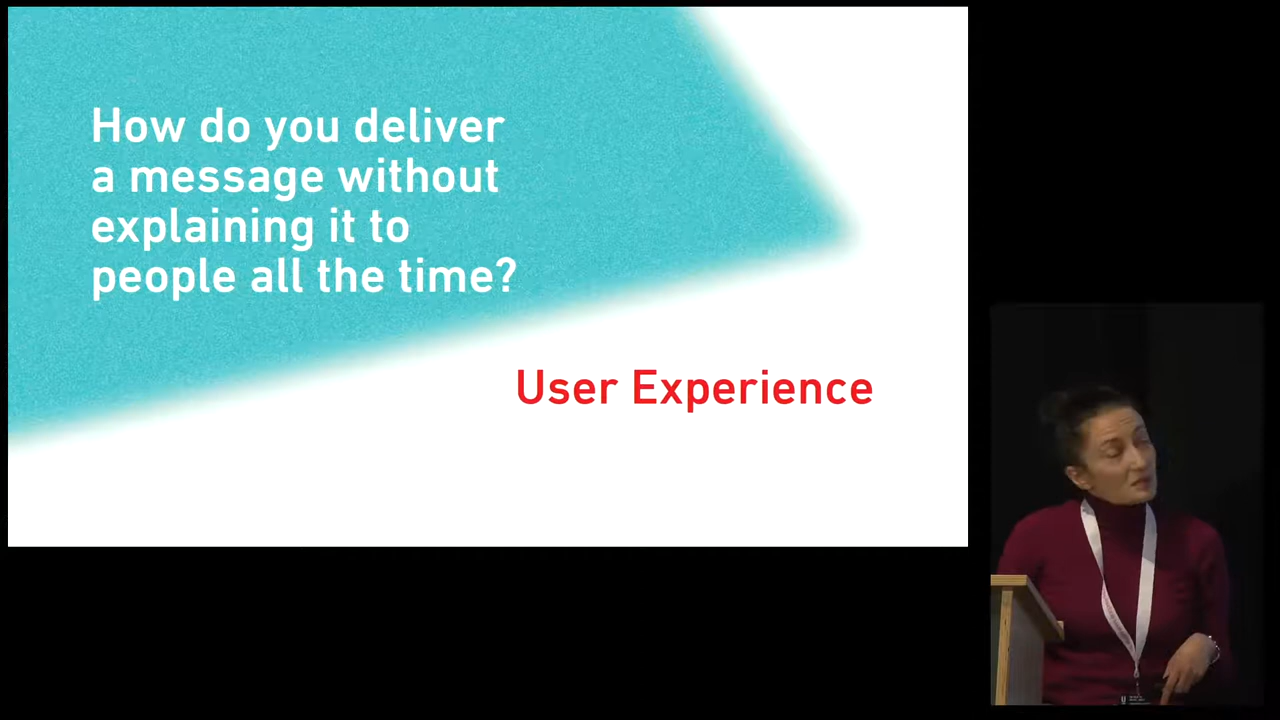 How do you deliver
a message without
explaining it to
people all the time?
User Experience